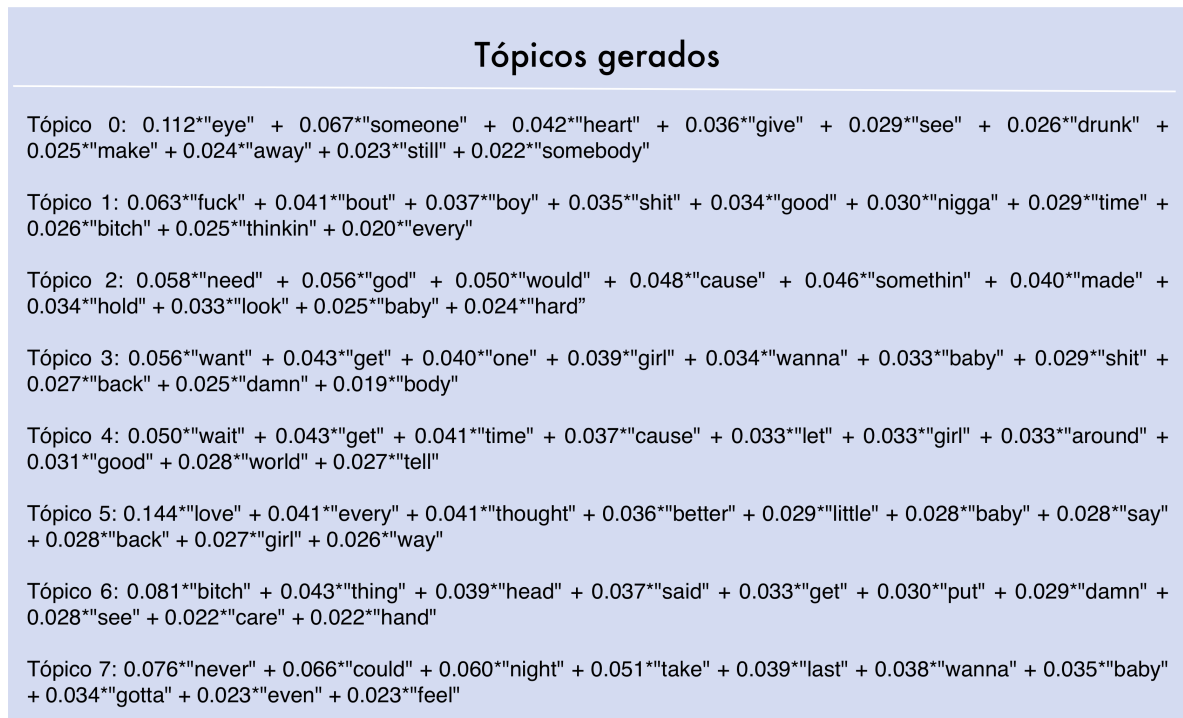 Tópicos gerados
Tópico 0: 0.112*"eye" + 0.067*"someone" + 0.042*"heart" + 0.036*"give" + 0.029*"see" + 0.026*"drunk" +
0.025*"make" + 0.024*"away" + 0.023*"still" + 0.022*"somebody"
Tópico 1: 0.063*"fuck" + 0.041*"bout" + 0.037*"boy" + 0.035*"shit" + 0.034*"good" + 0.030*"nigga" + 0.029*"time" +
0.026*"bitch" + 0.025*"thinkin" + 0.020*"every"
Tópico 2: 0.058*"need" + 0.056*"god" + 0.050*"would" + 0.048*"cause" + 0.046*"somethin" + 0.040*"made" +
0.034*"hold" + 0.033*"look" + 0.025*"baby" + 0.024*"hard”
Tópico 3: 0.056*"want" + 0.043*"get" + 0.040*"one" + 0.039*"girl" + 0.034*"wanna" + 0.033*"baby" + 0.029*"shit" +
0.027*"back" + 0.025*"damn" + 0.019*"body"
Tópico 4: 0.050*"wait" + 0.043*"get" + 0.041*"time" + 0.037*"cause" + 0.033*"let" + 0.033*"girl" + 0.033*"around" +
0.031*"good" + 0.028*"world" + 0.027*"tell"
Tópico 5: 0.144*"love" + 0.041*"every" + 0.041*"thought" + 0.036*"better" + 0.029*"little" + 0.028*"baby" + 0.028*"say"
+ 0.028*"back" + 0.027*"girl" + 0.026*"way"
Tópico 6: 0.081*"bitch" + 0.043*"thing" + 0.039*"head" + 0.037*"said" + 0.033*"get" + 0.030*"put" + 0.029*"damn" +
0.028*"see" + 0.022*"care" + 0.022*"hand"
Tópico 7: 0.076*"never" + 0.066*"could" + 0.060*"night" + 0.051*"take" + 0.039*"last" + 0.038*"wanna" + 0.035*"baby"
+ 0.034*"gotta" + 0.023*"even" + 0.023*"feel"